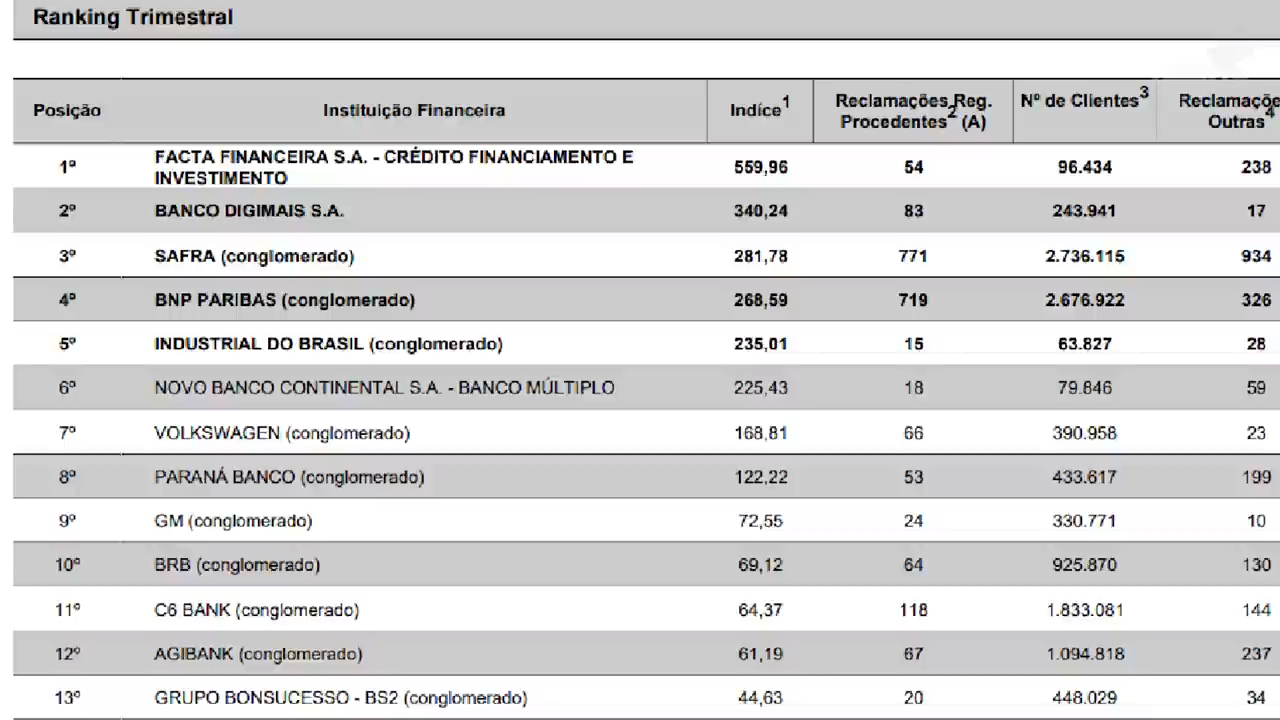 Ranking Trimestral
Posição Instituição Financeira Indíce1 Reclamações Reg. Procedentes2 (A) Nº de Clientes3 Reclamaçõe Outras4
1º FACTA FINANCEIRA S.A. - CRÉDITO FINANCIAMENTO E INVESTIMENTO 559,96 54 96.434 238
2º BANCO DIGIMAIS S.A. 340,24 83 243.941 17
3º SAFRA (conglomerado) 281,78 771 2.736.115 934
4º BNP PARIBAS (conglomerado) 268,59 719 2.676.922 326
5º INDUSTRIAL DO BRASIL (conglomerado) 235,01 15 63.827 28
6º NOVO BANCO CONTINENTAL S.A. - BANCO MÚLTIPLO 225,43 18 79.846 59
7º VOLKSWAGEN (conglomerado) 168,81 66 390.958 23
8º PARANÁ BANCO (conglomerado) 122,22 53 433.617 199
9º GM (conglomerado) 72,55 24 330.771 10
10º BRB (conglomerado) 69,12 64 925.870 130
11º C6 BANK (conglomerado) 64,37 118 1.833.081 144
12º AGIBANK (conglomerado) 61,19 67 1.094.818 237
13º GRUPO BONSUCESSO - BS2 (conglomerado) 44,63 20 448.029 34